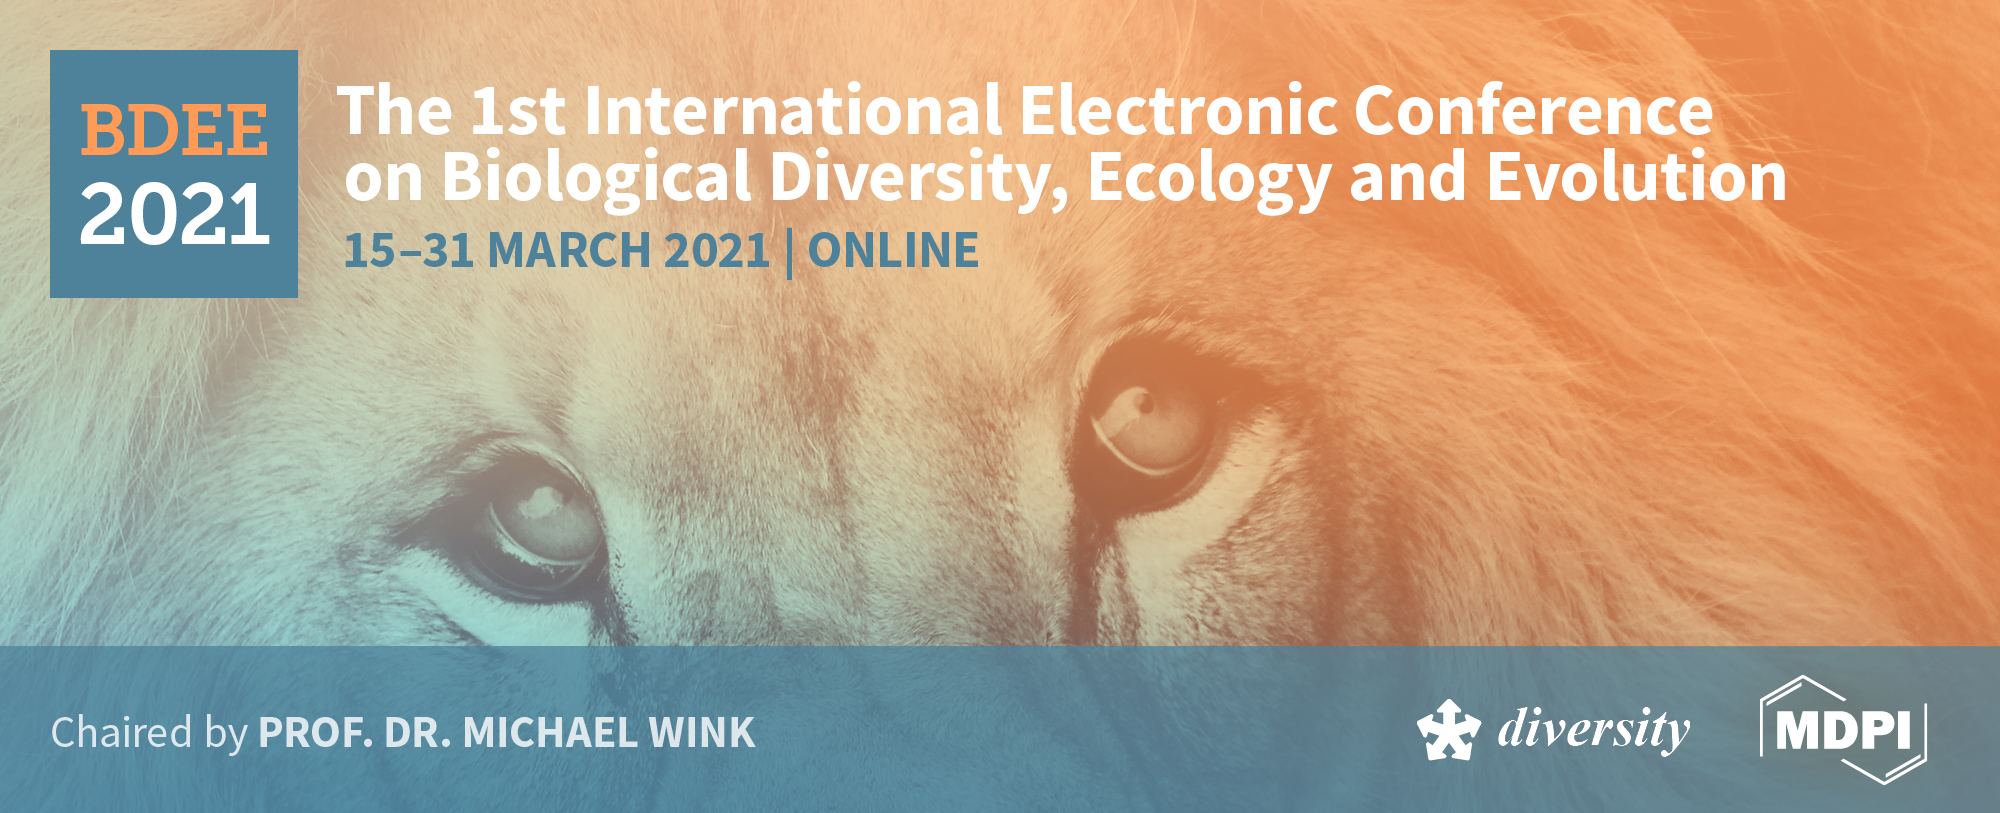 BDEE
2021
The 1st International Electronic Conference
on Biological Diversity, Ecology and Evolution
15–31 MARCH 2021 | ONLINE
Chaired by PROF. DR. MICHAEL WINK
diversity
MDPI